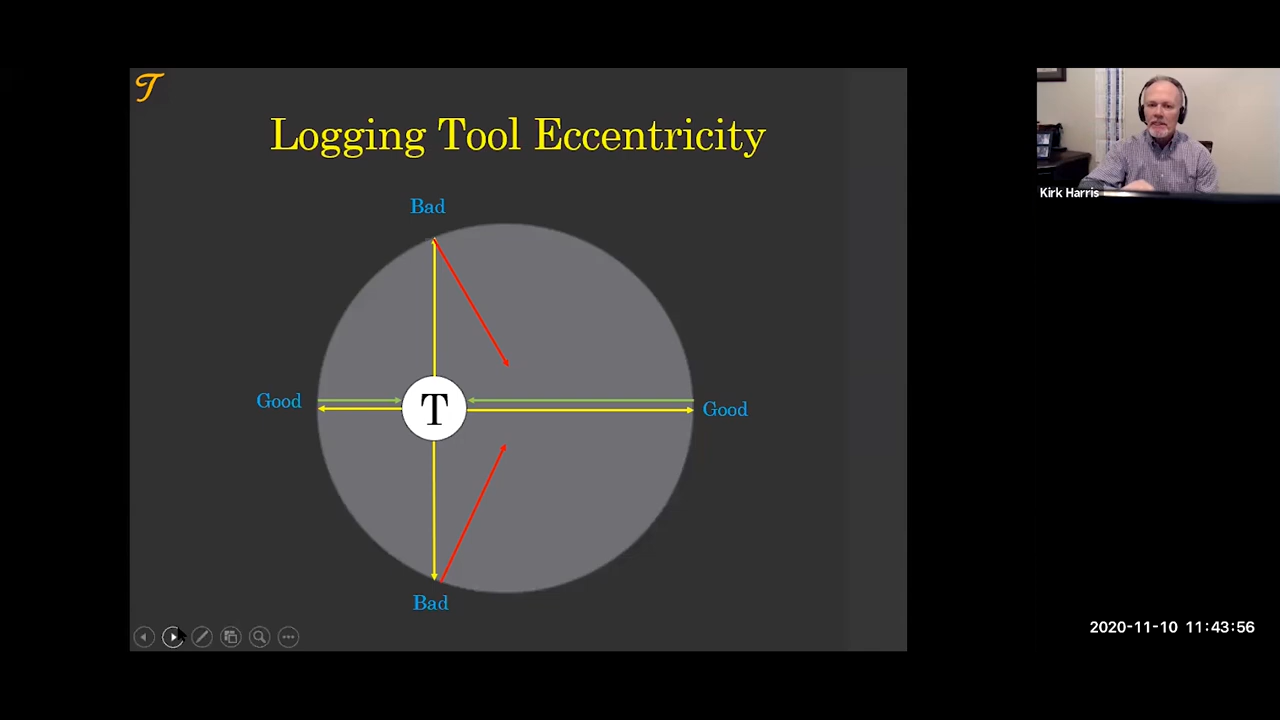 T
Logging Tool Eccentricity
Bad
Good
T
Good
Bad
Kirk Harris
2020-11-10 11:43:56